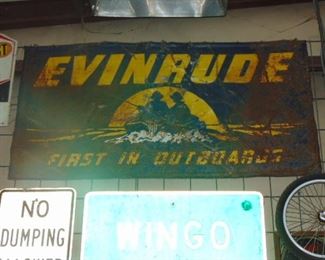 EVINRUDE
FIRST IN OUTBOARDS
NO
DUMPING
WINGO